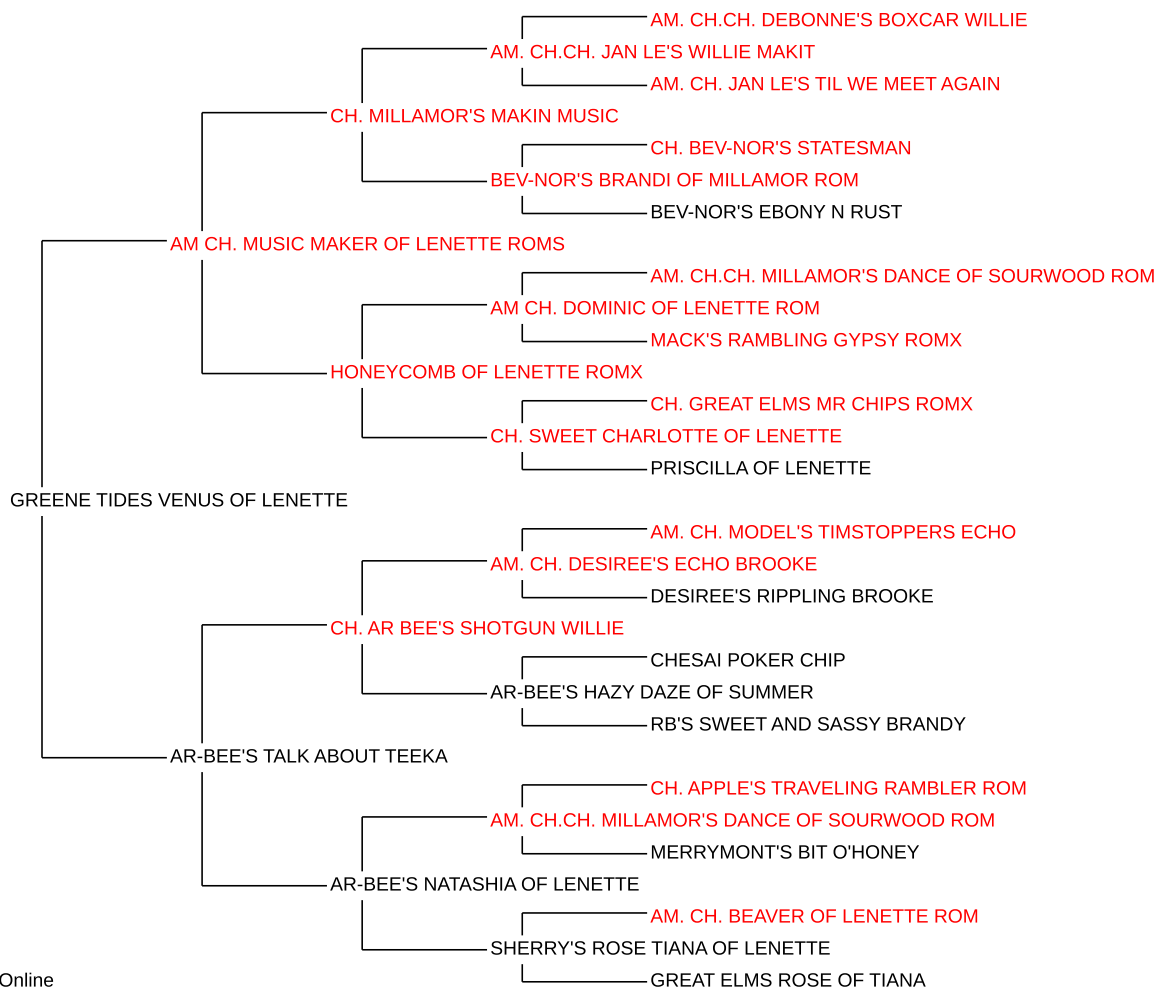 AM. CH.CH. DEBONNE'S BOXCAR WILLIE
AM. CH.CH. JAN LE'S WILLIE MAKIT
AM. CH. JAN LE'S TIL WE MEET AGAIN
CH. MILLAMOR'S MAKIN MUSIC
CH. BEV-NOR'S STATESMAN
BEV-NOR'S BRANDI OF MILLAMOR ROM
BEV-NOR'S EBONY N RUST
AM CH. MUSIC MAKER OF LENETTE ROMS
AM. CH.CH. MILLAMOR'S DANCE OF SOURWOOD ROM
AM CH. DOMINIC OF LENETTE ROM
MACK'S RAMBLING GYPSY ROMX
HONEYCOMB OF LENETTE ROMX
CH. GREAT ELMS MR CHIPS ROMX
CH. SWEET CHARLOTTE OF LENETTE
PRISCILLA OF LENETTE
GREENE TIDES VENUS OF LENETTE
AM. CH. MODEL'S TIMSTOPPERS ECHO
AM. CH. DESIREE'S ECHO BROOKE
DESIREE'S RIPPLING BROOKE
CH. AR BEE'S SHOTGUN WILLIE
CHESAI POKER CHIP
AR-BEE'S HAZY DAZE OF SUMMER
RB'S SWEET AND SASSY BRANDY
AR-BEE'S TALK ABOUT TEEKA
CH. APPLE'S TRAVELING RAMBLER ROM
AM. CH.CH. MILLAMOR'S DANCE OF SOURWOOD ROM
MERRYMONT'S BIT O'HONEY
AR-BEE'S NATASHIA OF LENETTE
AM. CH. BEAVER OF LENETTE ROM
SHERRY'S ROSE TIANA OF LENETTE
GREAT ELMS ROSE OF TIANA
Online